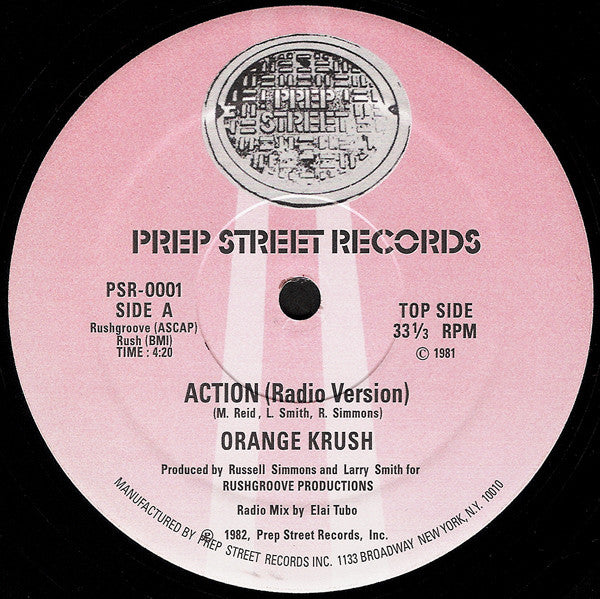 PREP
STREET
PREP STREET RECORDS
PSR-0001
SIDE A
Rushgroove (ASCAP)
Rush (BMI)
TIME : 4:20
TOP SIDE
33⅓ RPM
© 1981
ACTION (Radio Version)
(M. Reid , L. Smith, R. Simmons)
ORANGE KRUSH
Produced by Russell Simmons and Larry Smith for
RUSHGROOVE PRODUCTIONS
Radio Mix by Elai Tubo
℗ 1982, Prep Street Records, Inc.
MANUFACTURED BY PREP STREET RECORDS INC. 1133 BROADWAY NEW YORK, N.Y. 10010